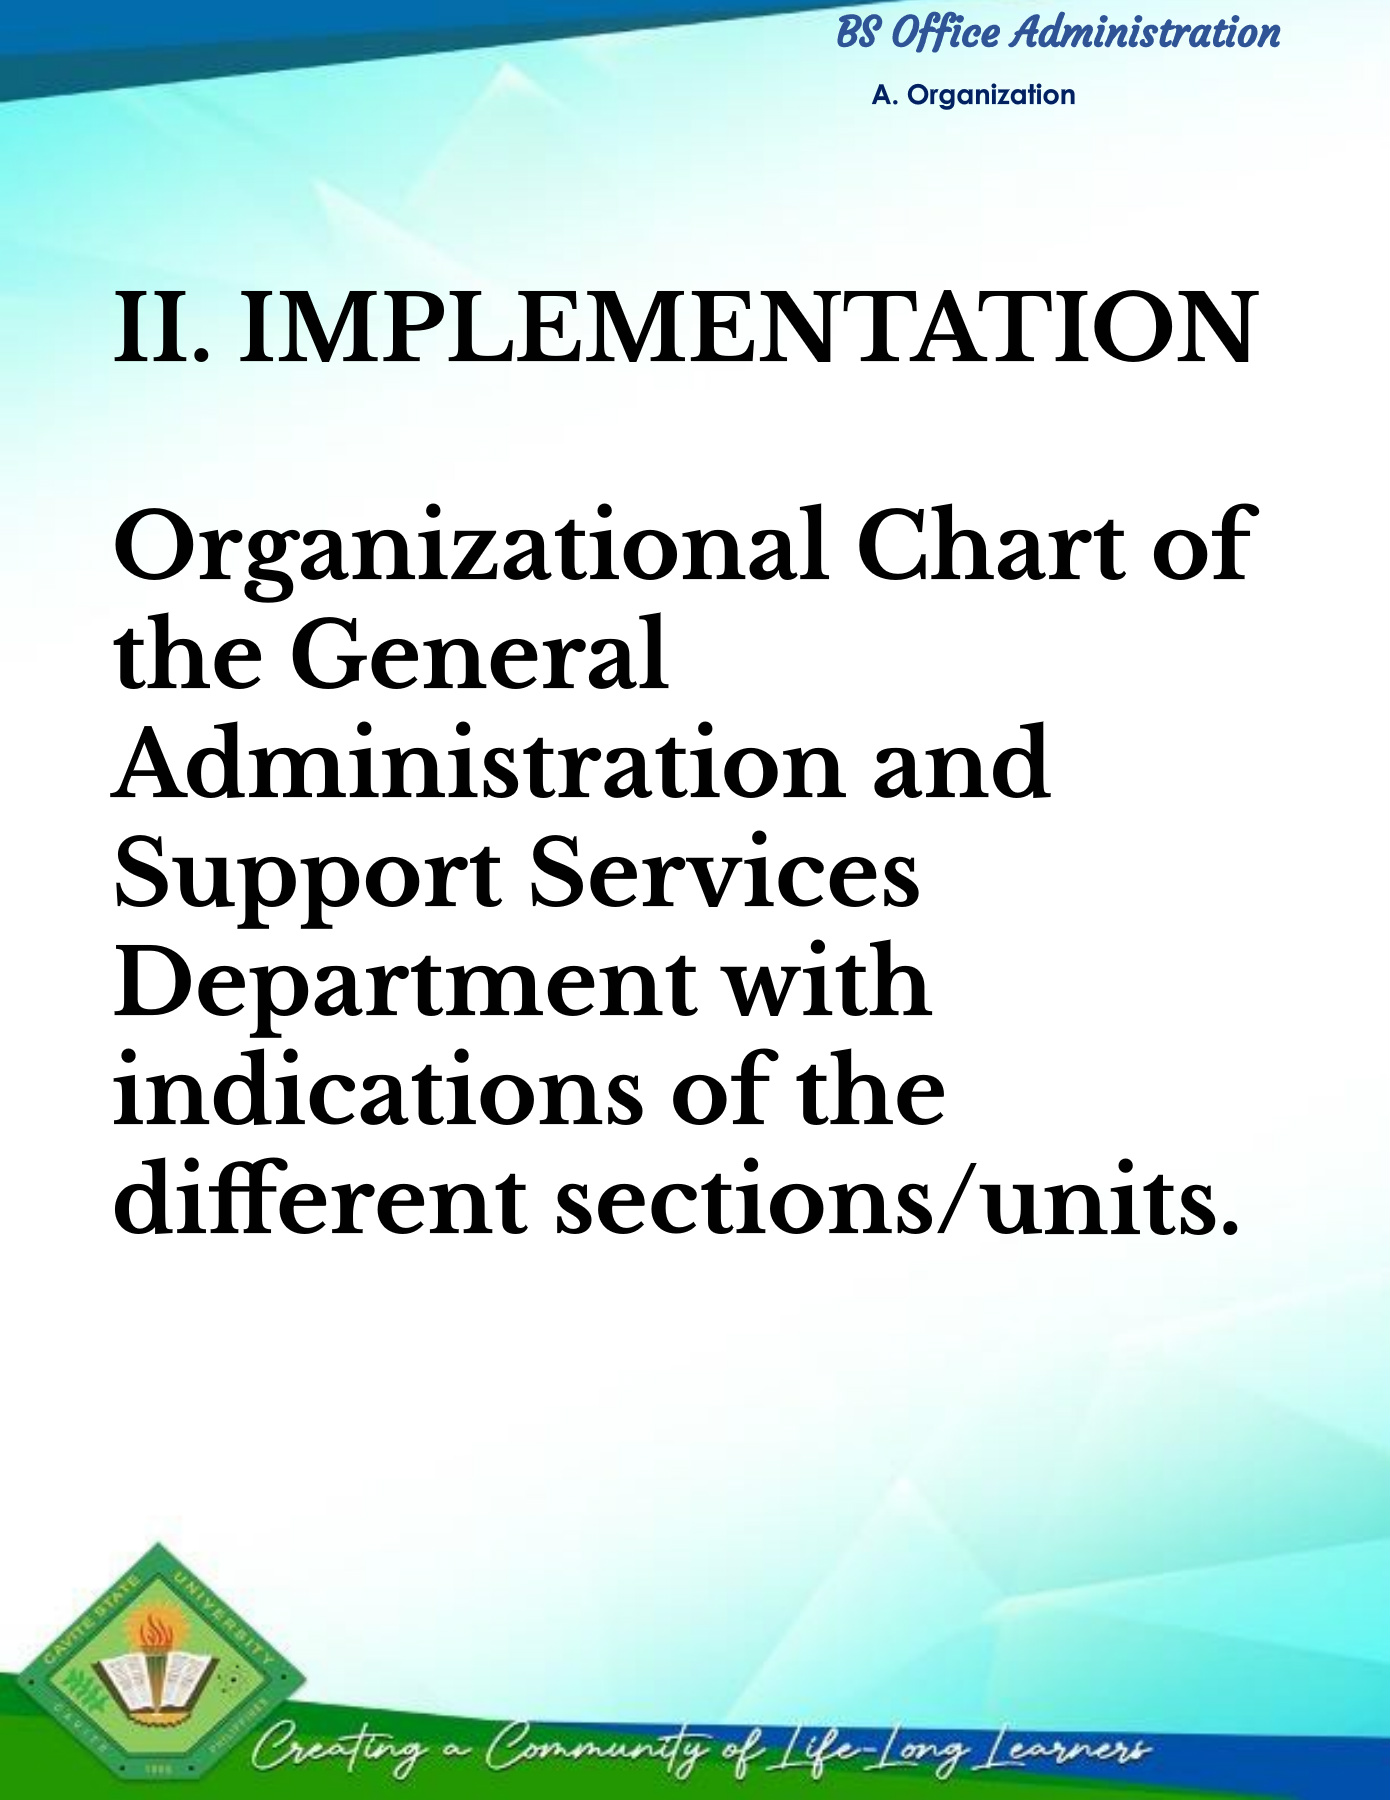 BS Office Administration
A. Organization
II. IMPLEMENTATION
Organizational Chart of
the General
Administration and
Support Services
Department with
indications of the
different sections/units.
CAVITE STATE UNIVERSITY
CAVITE
PHILIPPINES
1906
Creating a Community of Life-Long Learners